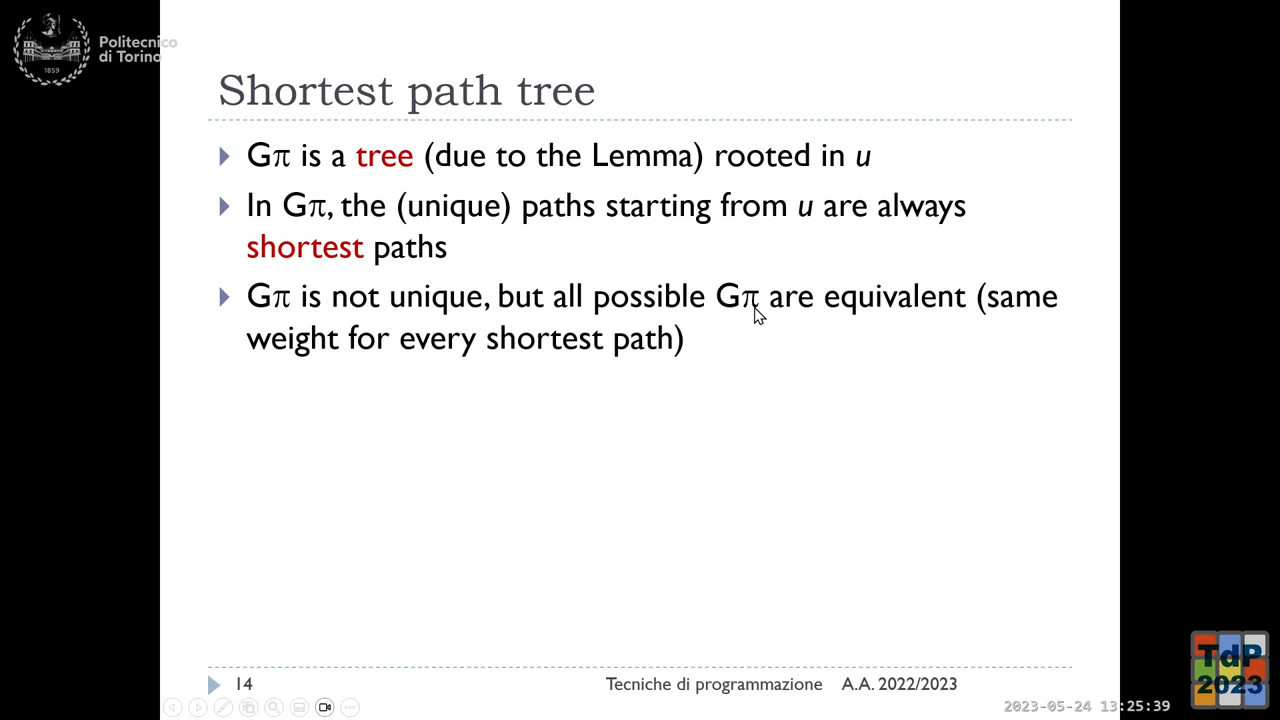 Politecnico
di Torino
1859
Shortest path tree
Gπ is a tree (due to the Lemma) rooted in u
In Gπ, the (unique) paths starting from u are always
shortest paths
Gπ is not unique, but all possible Gπ are equivalent (same
weight for every shortest path)
14
Tecniche di programmazione A.A. 2022/2023
TdP
2023
2023-05-24 13:25:39